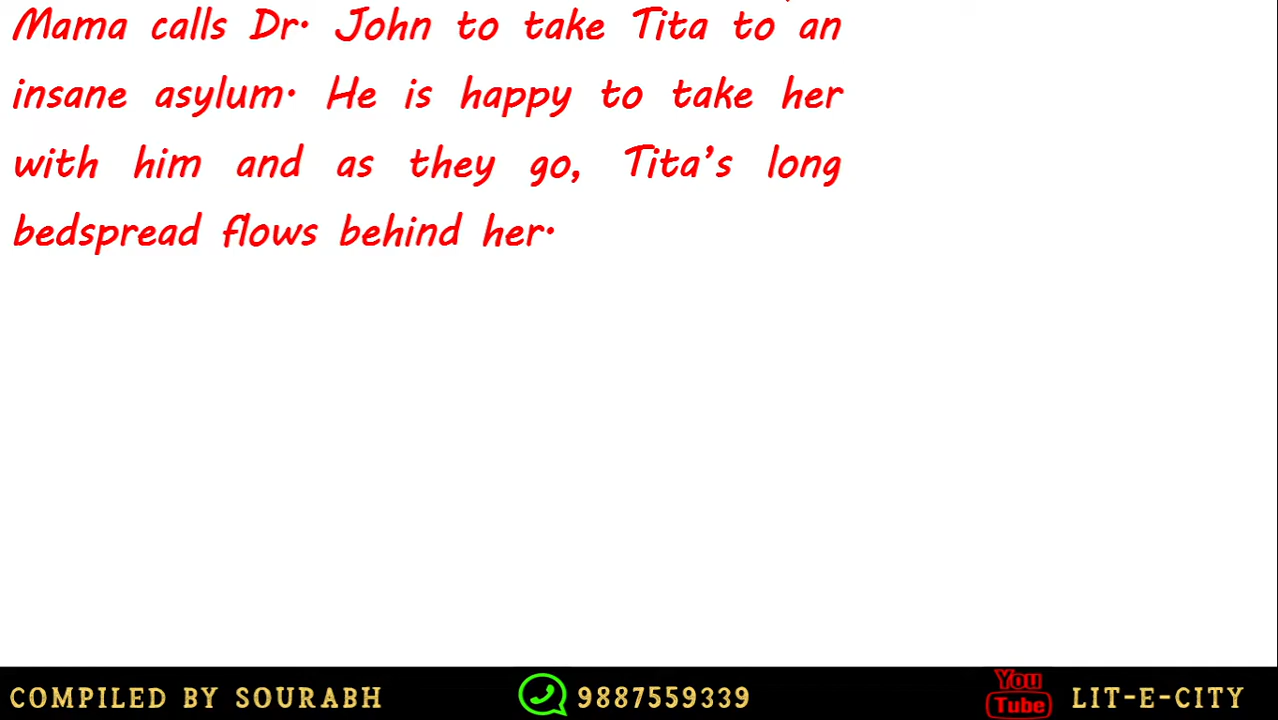 Mama calls Dr. John to take Tita to an
insane asylum. He is happy to take her
with him and as they go, Tita's long
bedspread flows behind her.
COMPILED BY SOURABH 9887559339 You Tube LIT-E-CITY